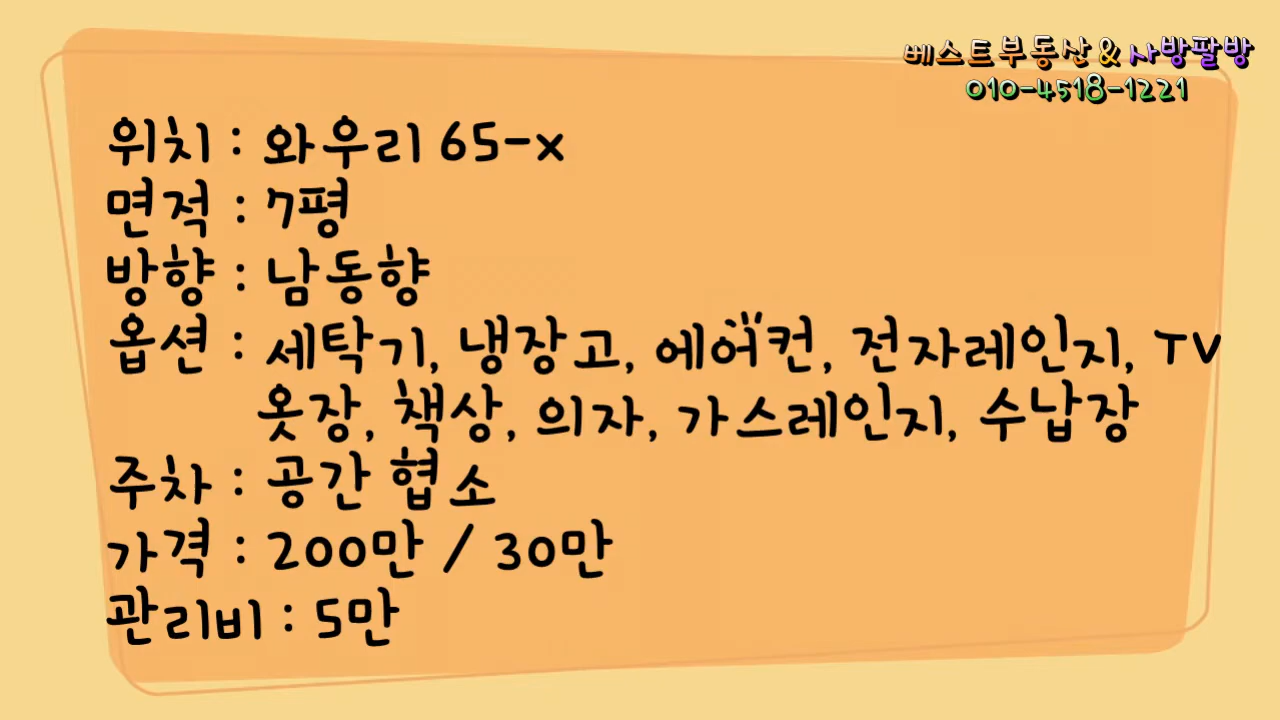 베스트부동산 & 사방팔방
010-4518-1221
위치 : 와우리 65-x
면적 : 7평
방향 : 남동향
옵션 : 세탁기, 냉장고, 에어컨, 전자레인지, TV
옷장, 책상, 의자, 가스레인지, 수납장
주차 : 공간 협소
가격 : 200만 / 30만
관리비 : 5만